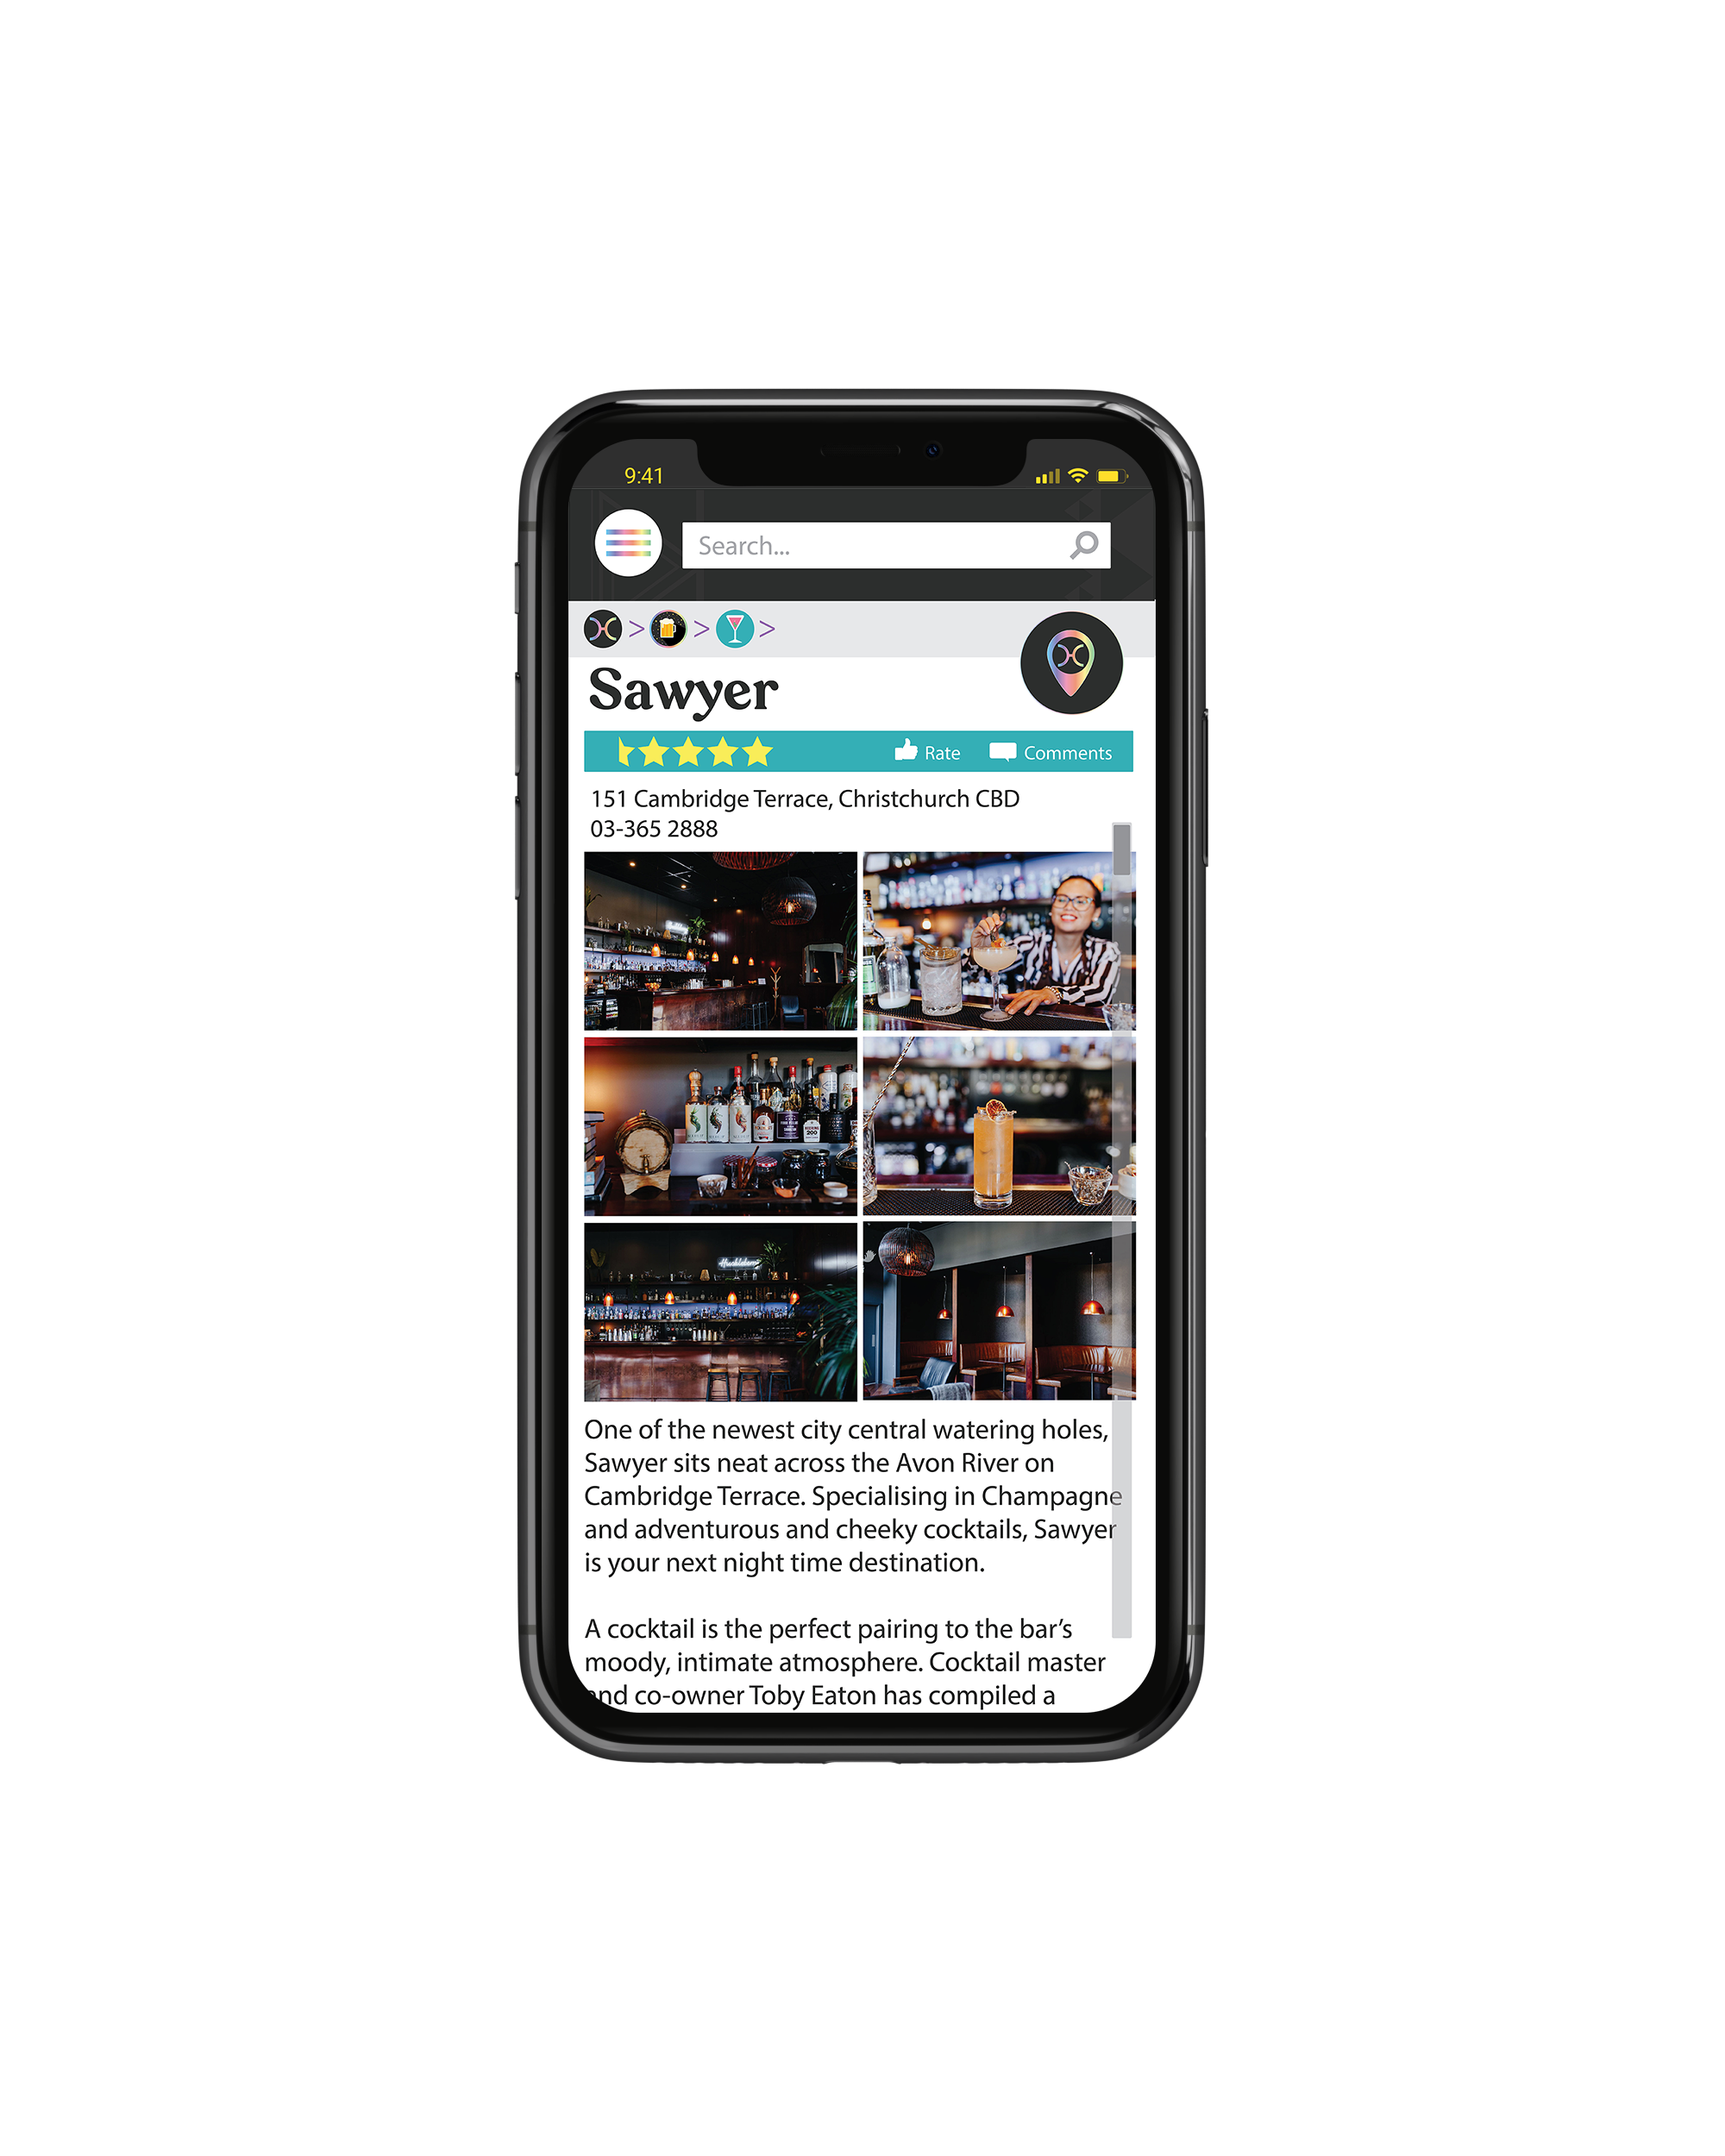 9:41
Search...
> > >
Sawyer
Rate Comments
151 Cambridge Terrace, Christchurch CBD
03-365 2888
One of the newest city central watering holes,
Sawyer sits neat across the Avon River on
Cambridge Terrace. Specialising in Champagne
and adventurous and cheeky cocktails, Sawyer
is your next night time destination.
A cocktail is the perfect pairing to the bar’s
moody, intimate atmosphere. Cocktail master
and co-owner Toby Eaton has compiled a